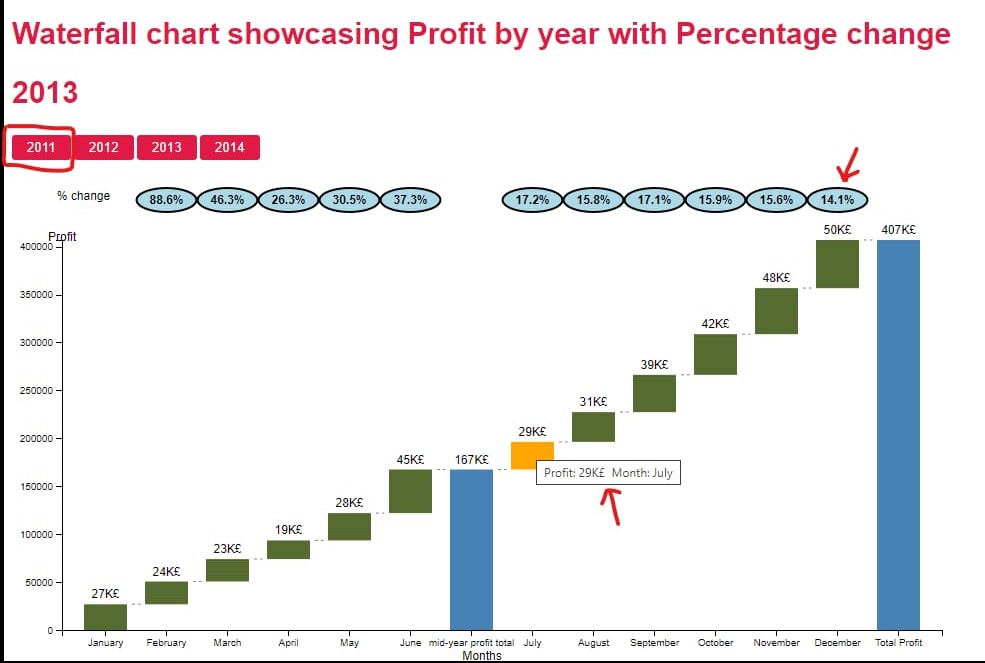 Waterfall chart showcasing Profit by year with Percentage change
2013
2011 2012 2013 2014
% change 88.6% 46.3% 26.3% 30.5% 37.3% 17.2% 15.8% 17.1% 15.9% 15.6% 14.1%
Profit
50K£ 407K£
400000
48K£
350000
42K£
300000
39K£
250000
31K£
200000
29K£
45K£ 167K£
Profit: 29K£ Month: July
150000
28K£
19K£
100000
23K£
24K£
50000
27K£
0
January February March April May June mid-year profit total July August September October November December Total Profit
Months